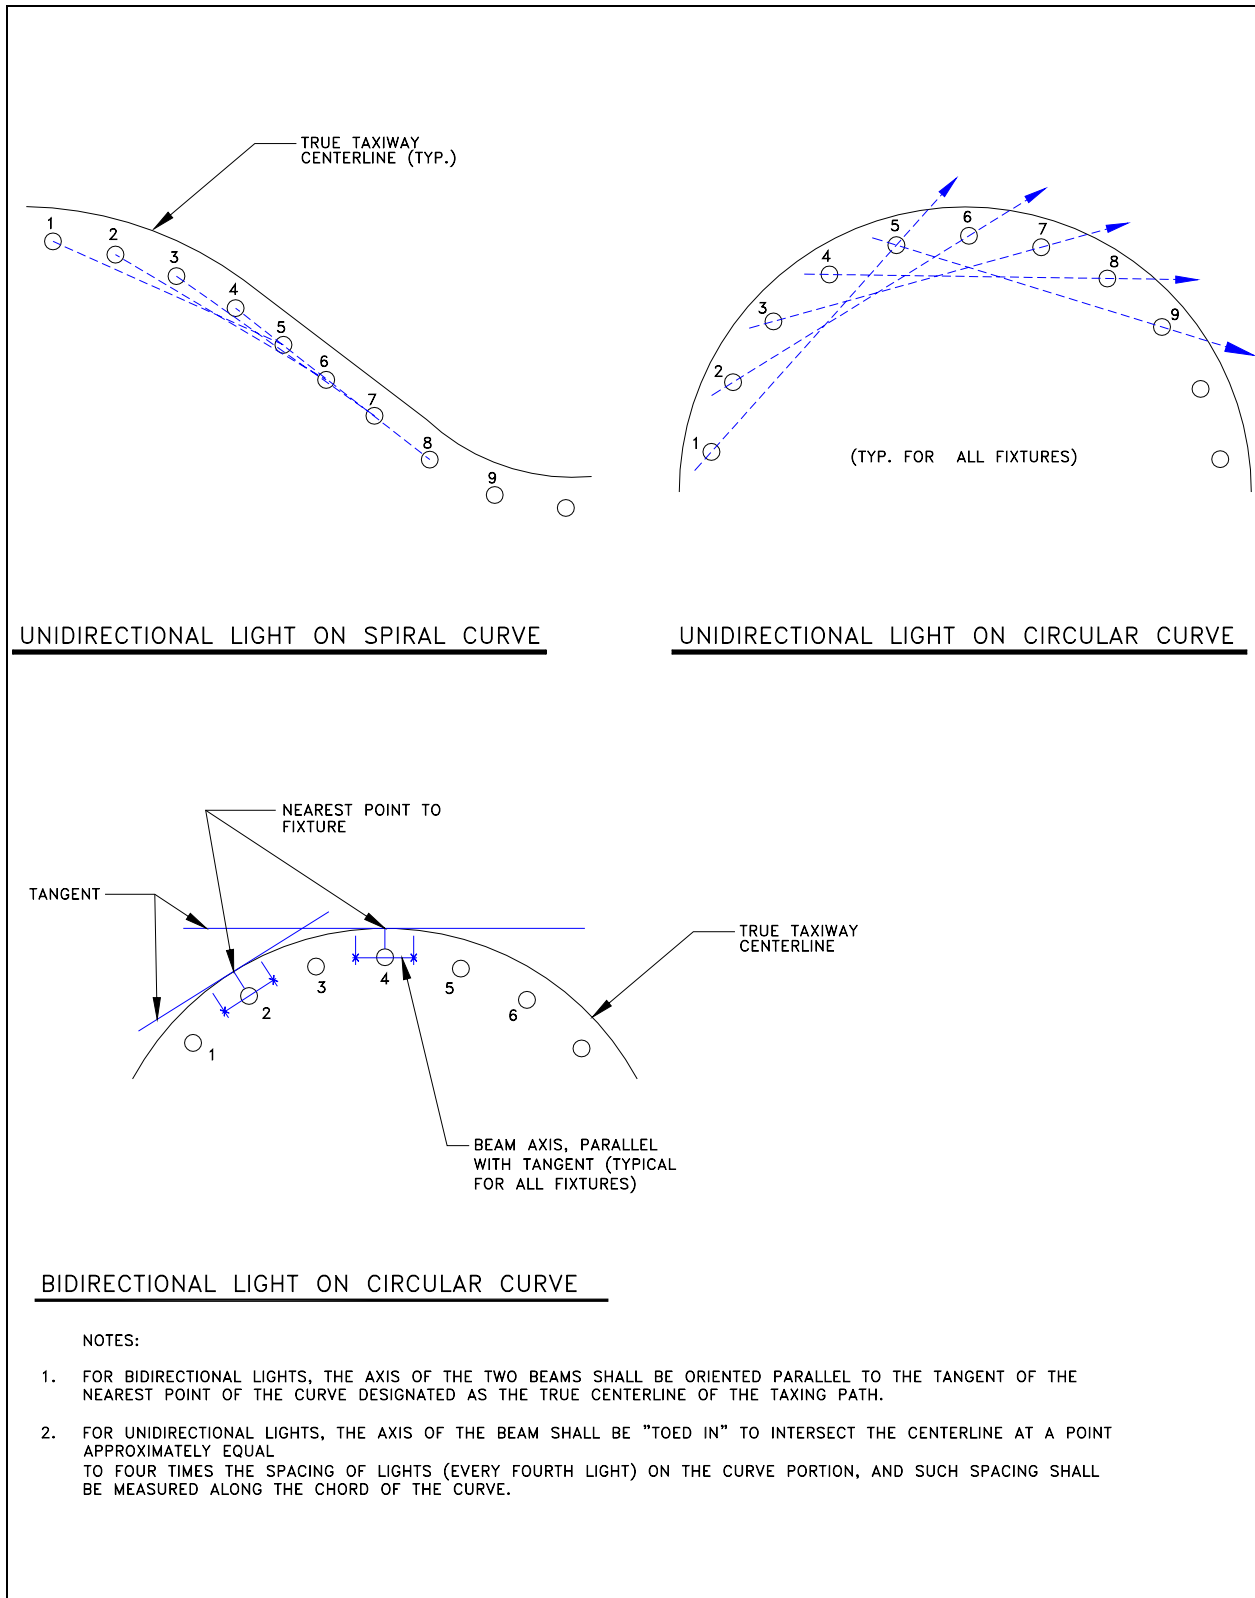 TRUE TAXIWAY
CENTERLINE (TYP.)
1
2
3
4
5
6
7
8
9
1
2
3
4
5
6
7
8
9
(TYP. FOR ALL FIXTURES)
UNIDIRECTIONAL LIGHT ON SPIRAL CURVE
UNIDIRECTIONAL LIGHT ON CIRCULAR CURVE
NEAREST POINT TO
FIXTURE
TANGENT
TRUE TAXIWAY
CENTERLINE
1
2
3
4
5
6
BEAM AXIS, PARALLEL
WITH TANGENT (TYPICAL
FOR ALL FIXTURES)
BIDIRECTIONAL LIGHT ON CIRCULAR CURVE
NOTES:
1. FOR BIDIRECTIONAL LIGHTS, THE AXIS OF THE TWO BEAMS SHALL BE ORIENTED PARALLEL TO THE TANGENT OF THE
NEAREST POINT OF THE CURVE DESIGNATED AS THE TRUE CENTERLINE OF THE TAXING PATH.
2. FOR UNIDIRECTIONAL LIGHTS, THE AXIS OF THE BEAM SHALL BE "TOED IN" TO INTERSECT THE CENTERLINE AT A POINT
APPROXIMATELY EQUAL
TO FOUR TIMES THE SPACING OF LIGHTS (EVERY FOURTH LIGHT) ON THE CURVE PORTION, AND SUCH SPACING SHALL
BE MEASURED ALONG THE CHORD OF THE CURVE.